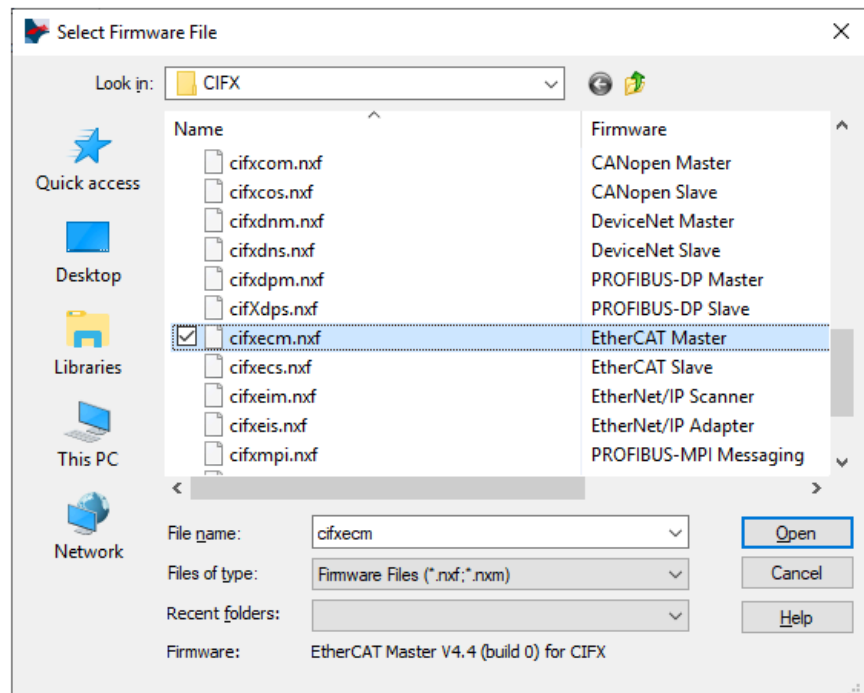 Select Firmware File
Look in: CIFX
Name Firmware
cifxcom.nxf CANopen Master
cifxcos.nxf CANopen Slave
cifxdnm.nxf DeviceNet Master
cifxdns.nxf DeviceNet Slave
cifxdpm.nxf PROFIBUS-DP Master
cifXdps.nxf PROFIBUS-DP Slave
cifxecm.nxf EtherCAT Master
cifxecs.nxf EtherCAT Slave
cifxeim.nxf EtherNet/IP Scanner
cifxeis.nxf EtherNet/IP Adapter
cifxmpi.nxf PROFIBUS-MPI Messaging
Quick access
Desktop
Libraries
This PC
Network
File name: cifxecm Open
Files of type: Firmware Files (*.nxf;*.nxm) Cancel
Recent folders: Help
Firmware: EtherCAT Master V4.4 (build 0) for CIFX